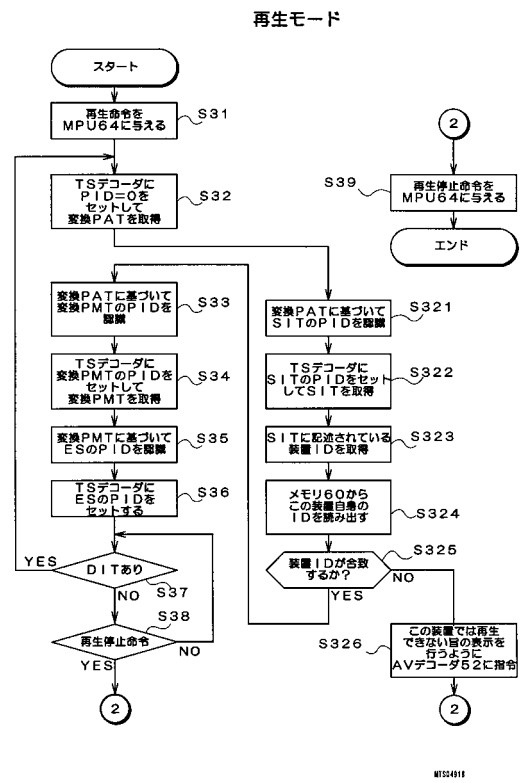 再生モード
スタート
再生命令を
MPU64に与える
S31
TSデコーダに
PID=0を
セットして
変換PATを取得
S32
変換PATに基づいて
変換PMTのPIDを
認識
S33
TSデコーダに
変換PMTのPIDを
セットして
変換PMTを取得
S34
変換PMTに基づいて
ESのPIDを認識
S35
TSデコーダに
ESのPIDを
セットする
S36
YES
DITあり
S37
NO
S38
再生停止命令
NO
YES
2
2
S39
再生停止命令を
MPU64に与える
エンド
変換PATに基づいて
SITのPIDを認識
S321
TSデコーダに
SITのPIDをセット
してSITを取得
S322
SITに記述されている
装置IDを取得
S323
メモリ60から
この装置自身の
IDを読み出す
S324
S325
装置IDが合致
するか?
NO
YES
S326
この装置では再生
できない旨の表示を
行うように
AVデコーダ52に指令
2
MTS04918